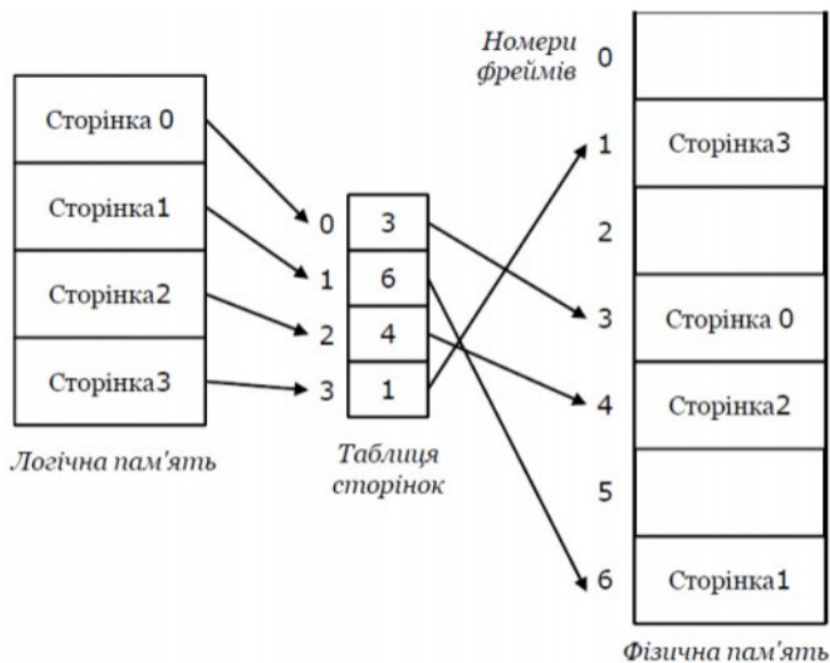 Номери
фреймів
0
Сторінка 0
Сторінка1
Сторінка2
Сторінка3
Логічна пам'ять
0 3
1 6
2 4
3 1
Таблиця
сторінок
1 Сторінка3
2
3 Сторінка 0
4 Сторінка2
5
6 Сторінка1
Фізична пам'ять